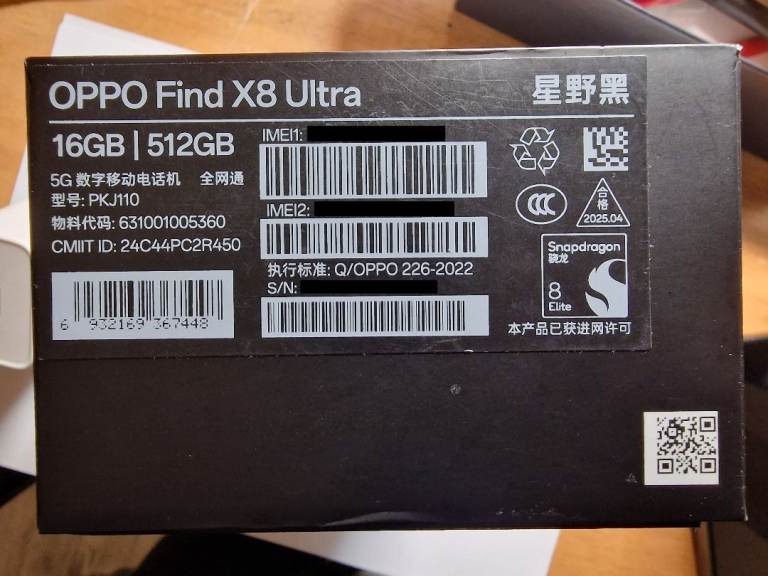 OPPO Find X8 Ultra
星野黑
16GB | 512GB
5G 数字移动电话机 全网通
型号: PKJ110
物料代码: 631001005360
CMIIT ID: 24C44PC2R450
6 932169 367448
IMEI1:
IMEI2:
执行标准: Q/OPPO 226-2022
S/N:
CCC
合格
2025.04
Snapdragon
骁龙
8
Elite
本产品已获进网许可